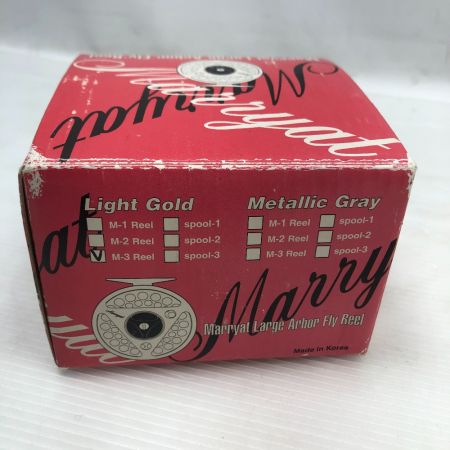 Marryat
Marryat
Light Gold
Metallic Gray
M-1 Reel
spool-1
M-1 Reel
spool-1
M-2 Reel
spool-2
M-2 Reel
spool-2
M-3 Reel
spool-3
M-3 Reel
spool-3
at
Marry
Marryat Large Arbor Fly Reel
Made in Korea